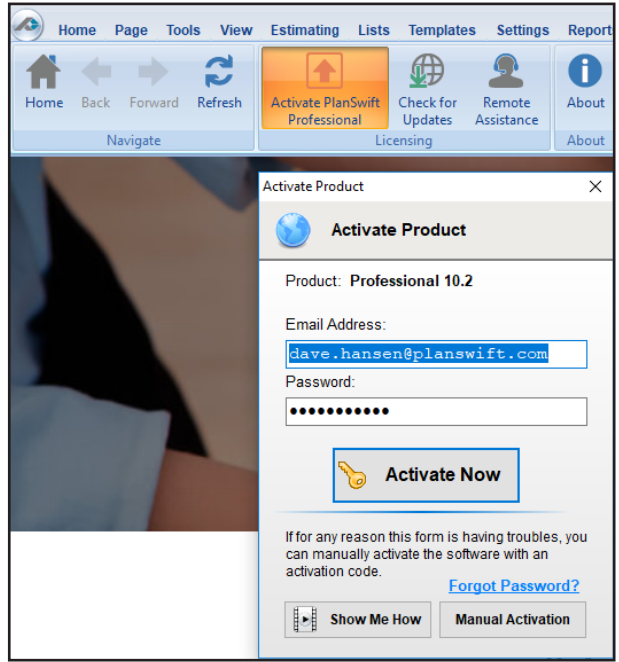 Home Page Tools View Estimating Lists Templates Settings Report
Home Back Forward Refresh Activate PlanSwift Professional Check for Updates Remote Assistance About
Navigate Licensing About
Activate Product
Activate Product
Product: Professional 10.2
Email Address:
dave.hansen@planswift.com
Password:
●●●●●●●●●●●
Activate Now
If for any reason this form is having troubles, you
can manually activate the software with an
activation code.
Forgot Password?
Show Me How Manual Activation